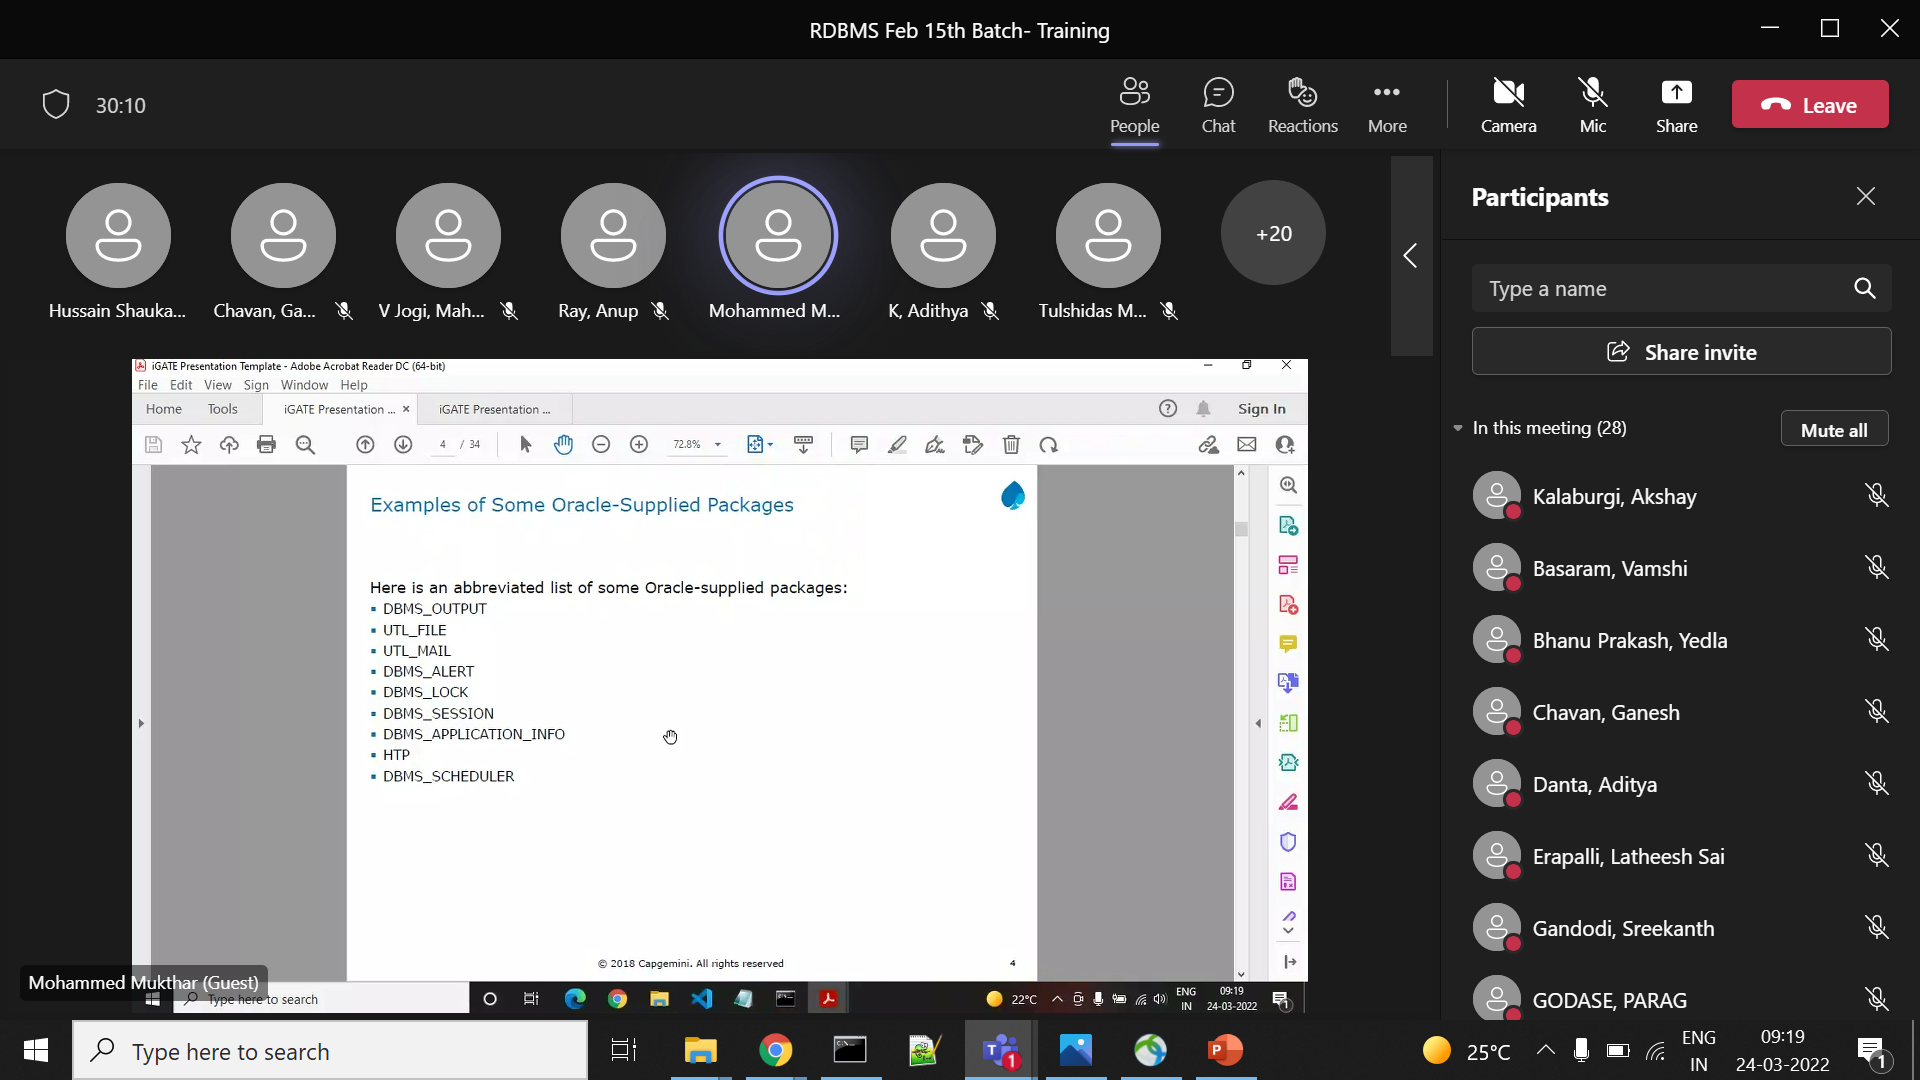 RDBMS Feb 15th Batch- Training
30:10
People
Chat
Reactions
More
Camera
Mic
Share
Leave
Hussain Shauka...
Chavan, Ga...
V Jogi, Mah...
Ray, Anup
Mohammed M...
K, Adithya
Tulshidas M...
+20
Participants
Type a name
Share invite
In this meeting (28)
Mute all
Kalaburgi, Akshay
Basaram, Vamshi
Bhanu Prakash, Yedla
Chavan, Ganesh
Danta, Aditya
Erapalli, Latheesh Sai
Gandodi, Sreekanth
GODASE, PARAG
iGATE Presentation Template - Adobe Acrobat Reader DC (64-bit)
File Edit View Sign Window Help
Home Tools iGATE Presentation ... × iGATE Presentation ... Sign In
4 / 34 72.8%
Examples of Some Oracle-Supplied Packages
Here is an abbreviated list of some Oracle-supplied packages:
▪ DBMS_OUTPUT
▪ UTL_FILE
▪ UTL_MAIL
▪ DBMS_ALERT
▪ DBMS_LOCK
▪ DBMS_SESSION
▪ DBMS_APPLICATION_INFO
▪ HTP
▪ DBMS_SCHEDULER
© 2018 Capgemini. All rights reserved
4
Mohammed Mukthar (Guest)
Type here to search
22°C
ENG
IN
09:19
24-03-2022
1
Type here to search
1
25°C
ENG
IN
09:19
24-03-2022
1